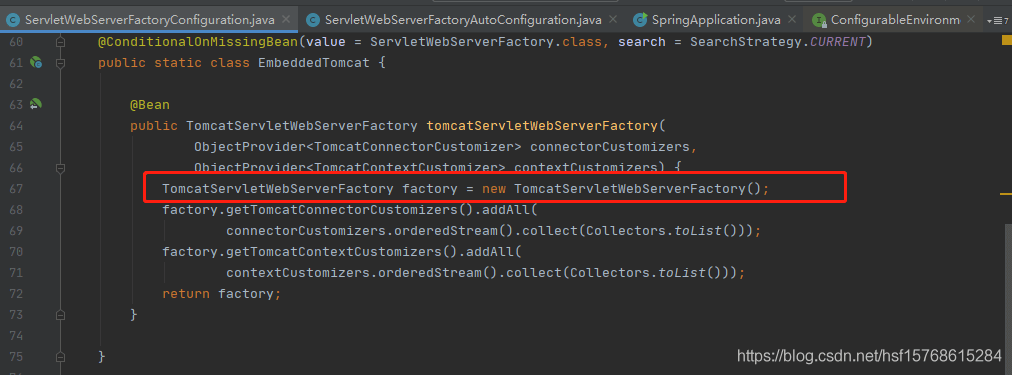 ServletWebServerFactoryConfiguration.java × ServletWebServerFactoryAutoConfiguration.java × SpringApplication.java × ConfigurableEnvironm 7
60 @ConditionalOnMissingBean(value = ServletWebServerFactory.class, search = SearchStrategy.CURRENT)
61 public static class EmbeddedTomcat {
62
63 @Bean
64 public TomcatServletWebServerFactory tomcatServletWebServerFactory(
65 ObjectProvider<TomcatConnectorCustomizer> connectorCustomizers,
66 ObjectProvider<TomcatContextCustomizer> contextCustomizers) {
67 TomcatServletWebServerFactory factory = new TomcatServletWebServerFactory();
68 factory.getTomcatConnectorCustomizers().addAll(
69 connectorCustomizers.orderedStream().collect(Collectors.toList()));
70 factory.getTomcatContextCustomizers().addAll(
71 contextCustomizers.orderedStream().collect(Collectors.toList()));
72 return factory;
73 }
74
75 }
https://blog.csdn.net/hsf15768615284